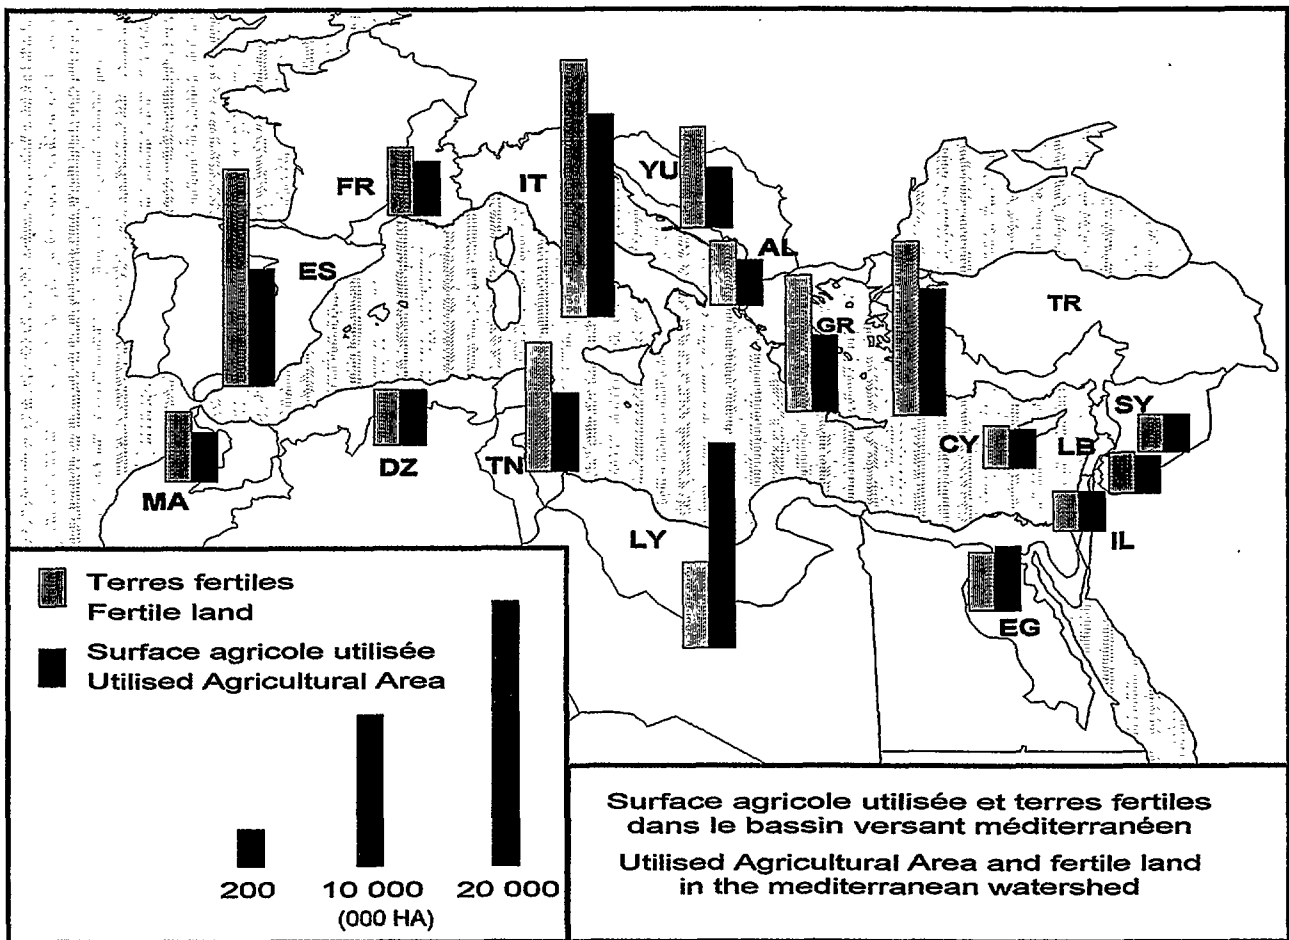 YU
FR
IT
AL
ES
TR
GR
SY
CY
LB
DZ
TN
MA
LY
IL
EG
Terres fertiles
Fertile land
Surface agricole utilisée
Utilised Agricultural Area
200
10 000
20 000
(000 HA)
Surface agricole utilisée et terres fertiles
dans le bassin versant méditerranéen
Utilised Agricultural Area and fertile land
in the mediterranean watershed